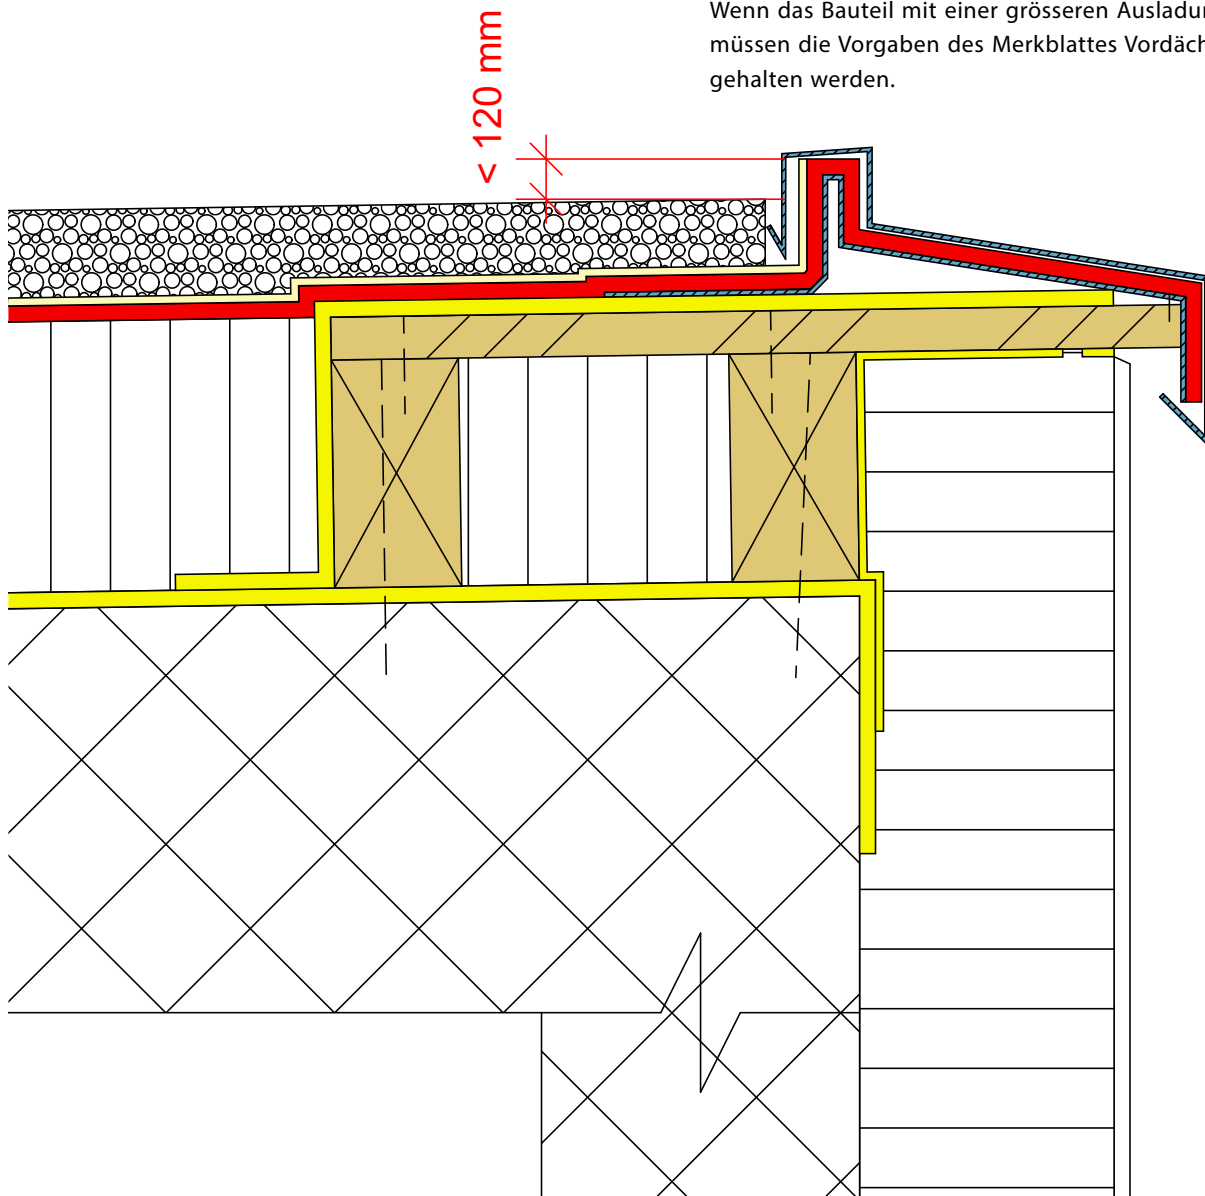 Wenn das Bauteil mit einer grösseren
müssen die Vorgaben des Merkblattes
gehalten werden.
< 120 mm